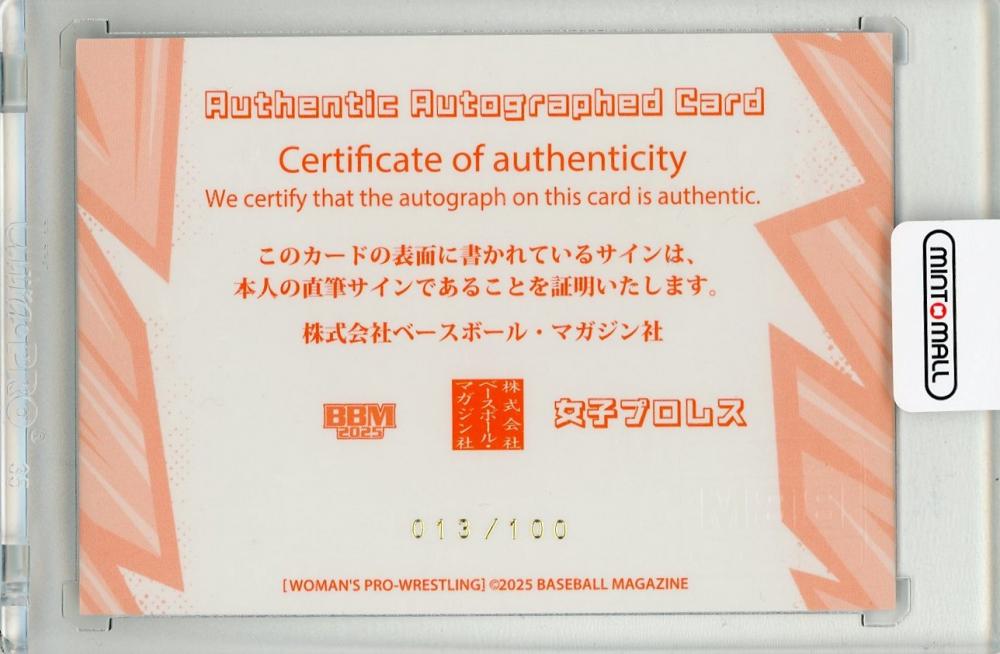 Authentic Autographed Card
Certificate of authenticity
We certify that the autograph on this card is authentic.
このカードの表面に書かれているサインは、
本人の直筆サインであることを証明いたします。
株式会社ベースボール・マガジン社
BBM
2025
株式会社
ベースボール・
マガジン社
女子プロレス
013/100
[WOMAN'S PRO-WRESTLING] ©2025 BASEBALL MAGAZINE
MINTOMALL